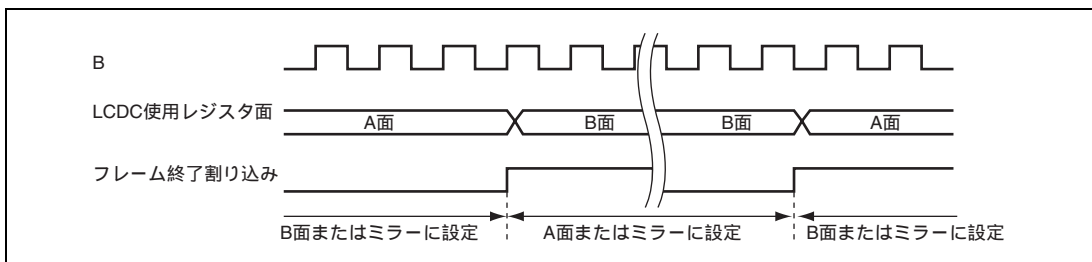 B
LCDC使用レジスタ面
A面
B面
B面
A面
フレーム終了割り込み
B面またはミラーに設定
A面またはミラーに設定
B面またはミラーに設定